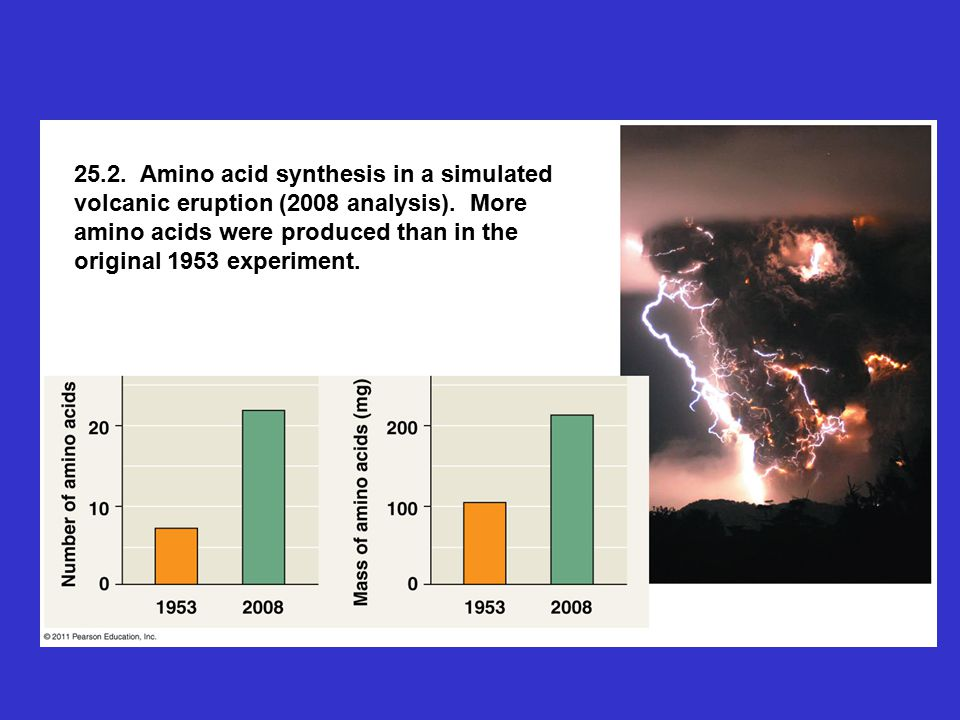 25.2.  Amino acid synthesis in a simulated
volcanic eruption (2008 analysis).  More
amino acids were produced than in the
original 1953 experiment.
Number of amino acids
20
10
0
1953 2008
Mass of amino acids (mg)
200
100
0
1953 2008
© 2011 Pearson Education, Inc.